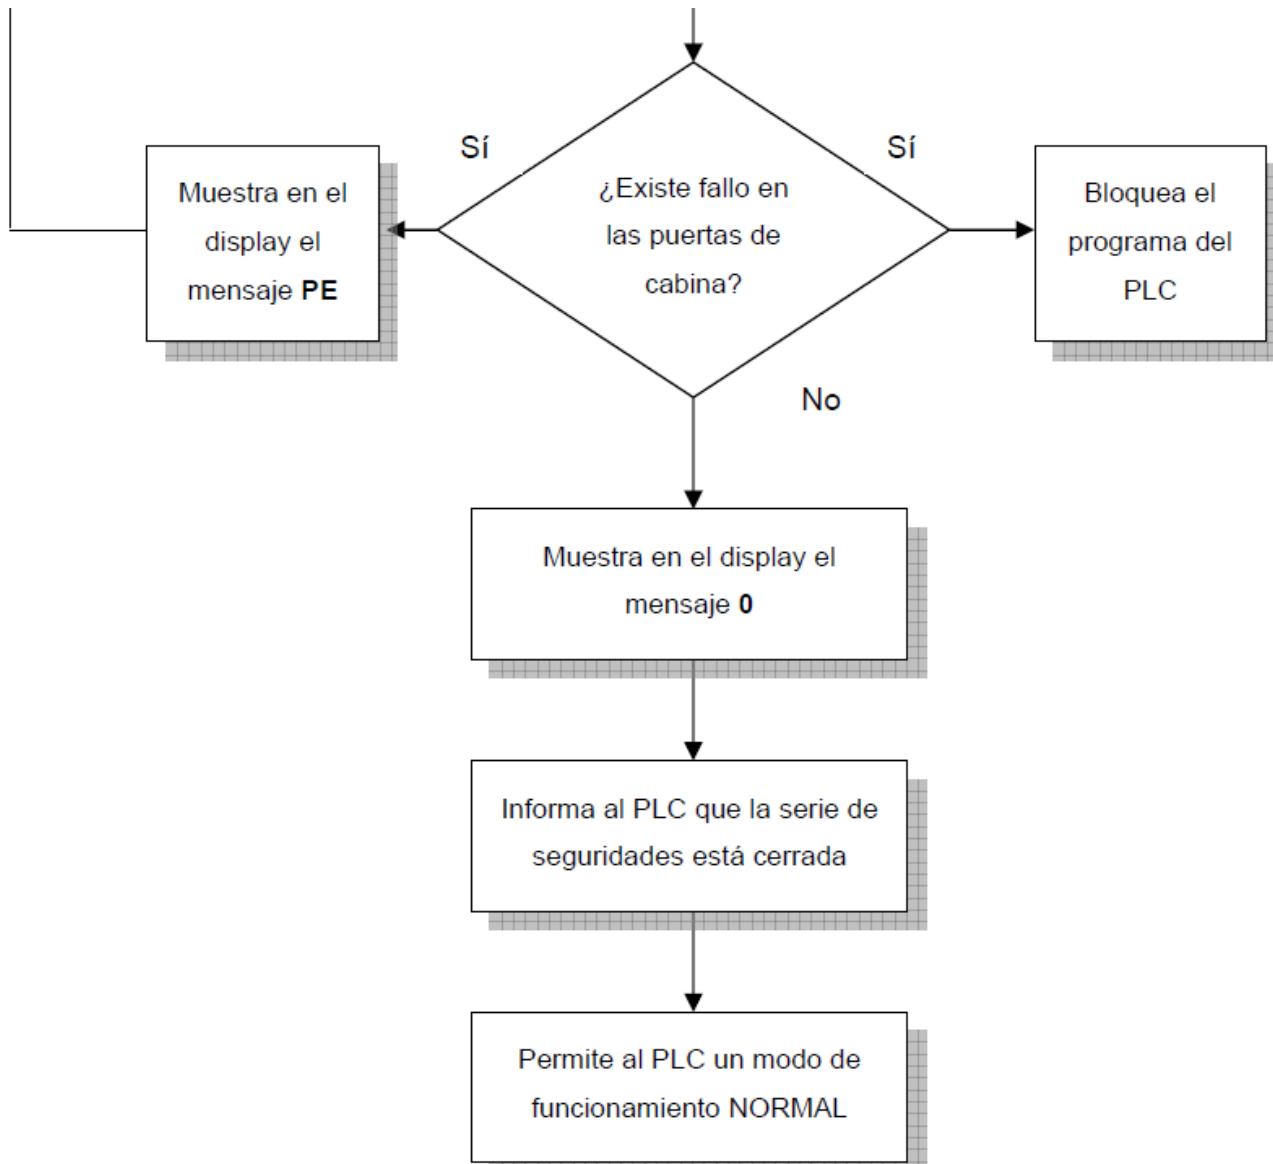 Sí
Sí
Muestra en el
display el
mensaje PE
¿Existe fallo en
las puertas de
cabina?
Bloquea el
programa del
PLC
No
Muestra en el display el
mensaje 0
Informa al PLC que la serie de
seguridades está cerrada
Permite al PLC un modo de
funcionamiento NORMAL